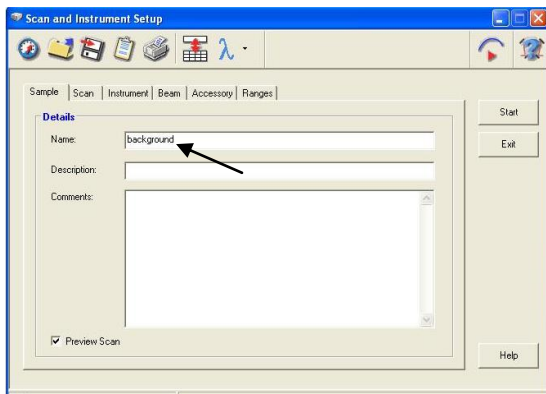 Scan and Instrument Setup
λ
Sample Scan Instrument Beam Accessory Ranges
Details
Name: background
Description:
Comments:
Preview Scan
Start
Exit
Help